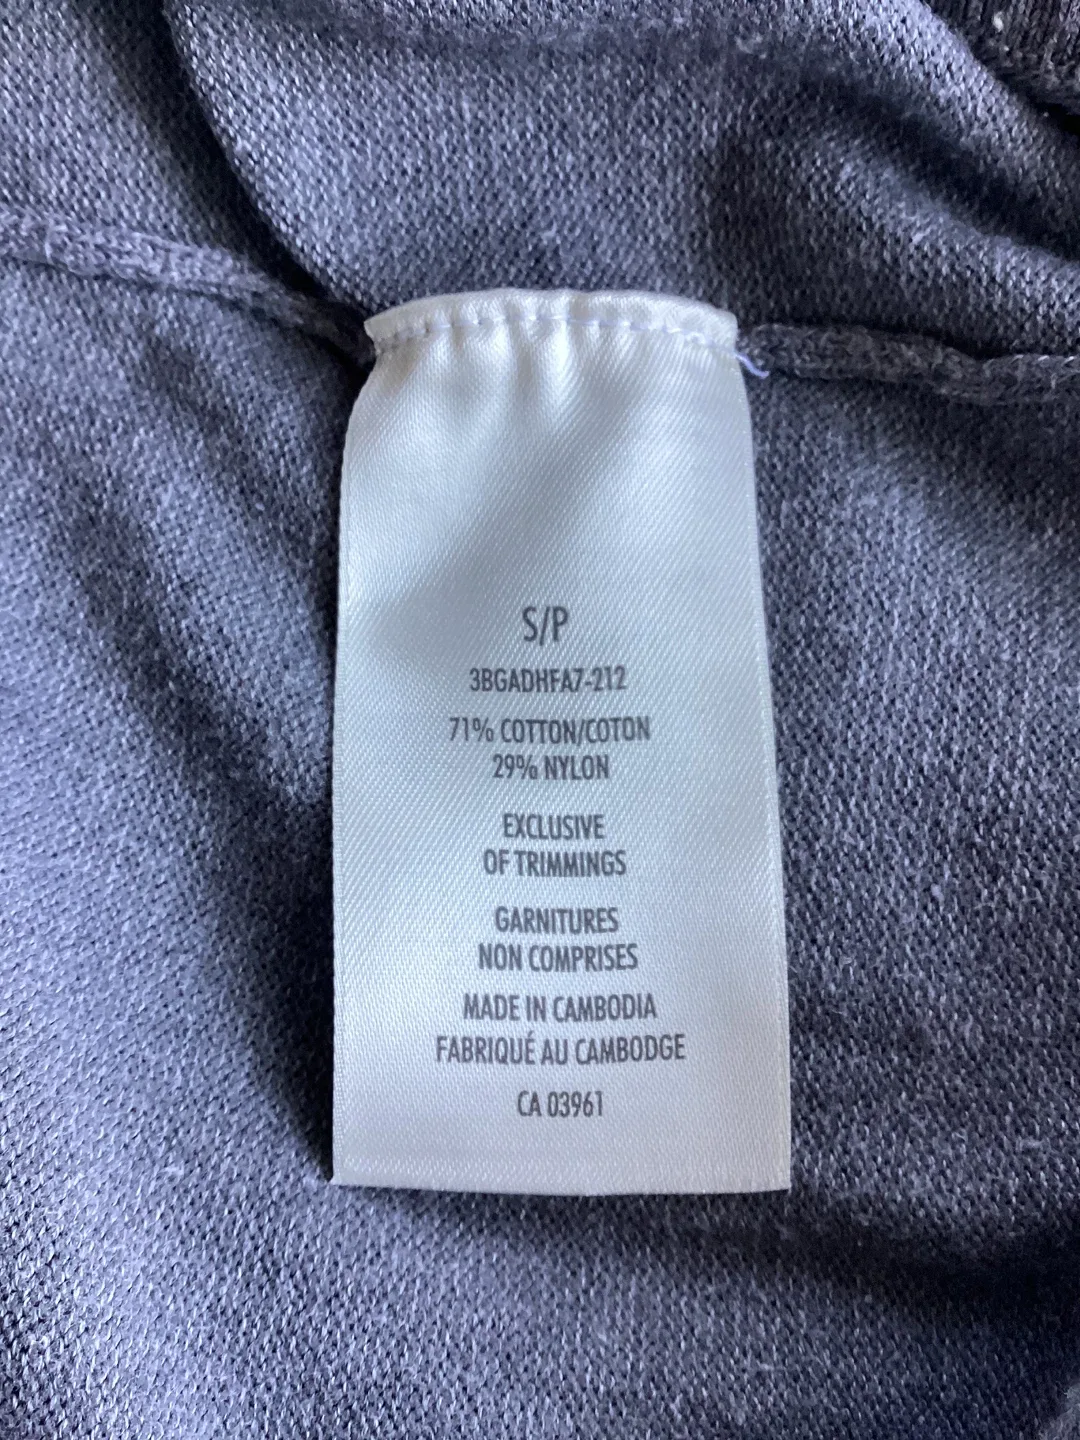 S/P
3BGADHFA7-212
71% COTTON/COTON
29% NYLON
EXCLUSIVE
OF TRIMMINGS
GARNITURES
NON COMPRISES
MADE IN CAMBODIA
FABRIQUÉ AU CAMBODGE
CA 03961